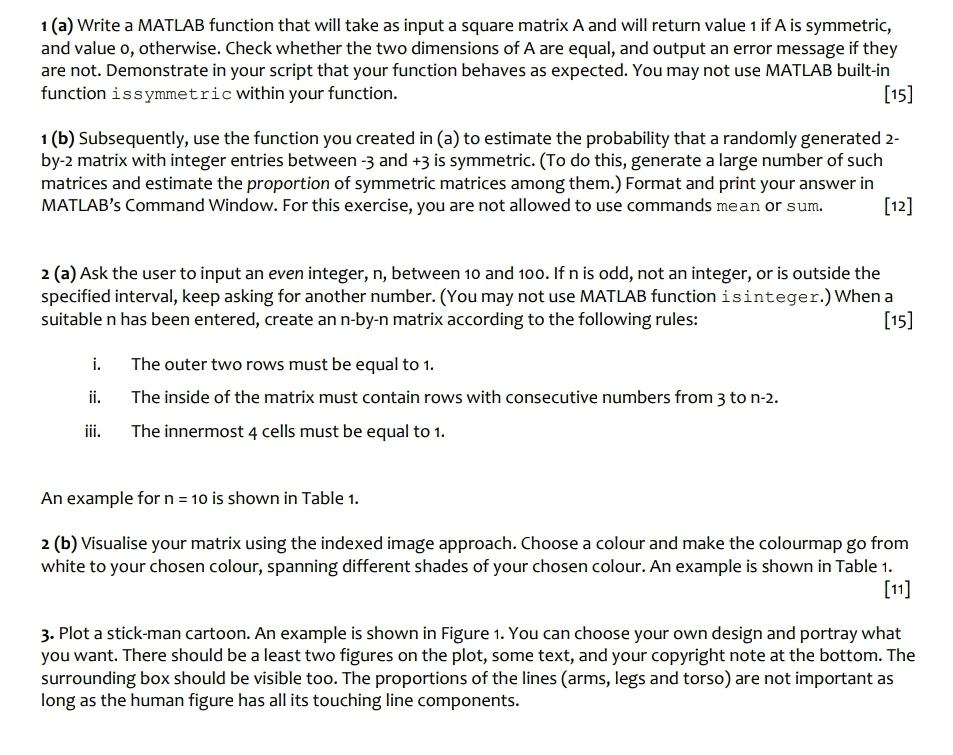 1 (a) Write a MATLAB function that will take as input a square matrix A and will return value 1 if A is symmetric,
and value 0, otherwise. Check whether the two dimensions of A are equal, and output an error message if they
are not. Demonstrate in your script that your function behaves as expected. You may not use MATLAB built-in
function issymmetric within your function. [15]
1 (b) Subsequently, use the function you created in (a) to estimate the probability that a randomly generated 2-
by-2 matrix with integer entries between -3 and +3 is symmetric. (To do this, generate a large number of such
matrices and estimate the proportion of symmetric matrices among them.) Format and print your answer in
MATLAB's Command Window. For this exercise, you are not allowed to use commands mean or sum. [12]
2 (a) Ask the user to input an even integer, n, between 10 and 100. If n is odd, not an integer, or is outside the
specified interval, keep asking for another number. (You may not use MATLAB function isinteger.) When a
suitable n has been entered, create an n-by-n matrix according to the following rules: [15]
i. The outer two rows must be equal to 1.
ii. The inside of the matrix must contain rows with consecutive numbers from 3 to n-2.
iii. The innermost 4 cells must be equal to 1.
An example for n = 10 is shown in Table 1.
2 (b) Visualise your matrix using the indexed image approach. Choose a colour and make the colourmap go from
white to your chosen colour, spanning different shades of your chosen colour. An example is shown in Table 1.
[11]
3. Plot a stick-man cartoon. An example is shown in Figure 1. You can choose your own design and portray what
you want. There should be a least two figures on the plot, some text, and your copyright note at the bottom. The
surrounding box should be visible too. The proportions of the lines (arms, legs and torso) are not important as
long as the human figure has all its touching line components.